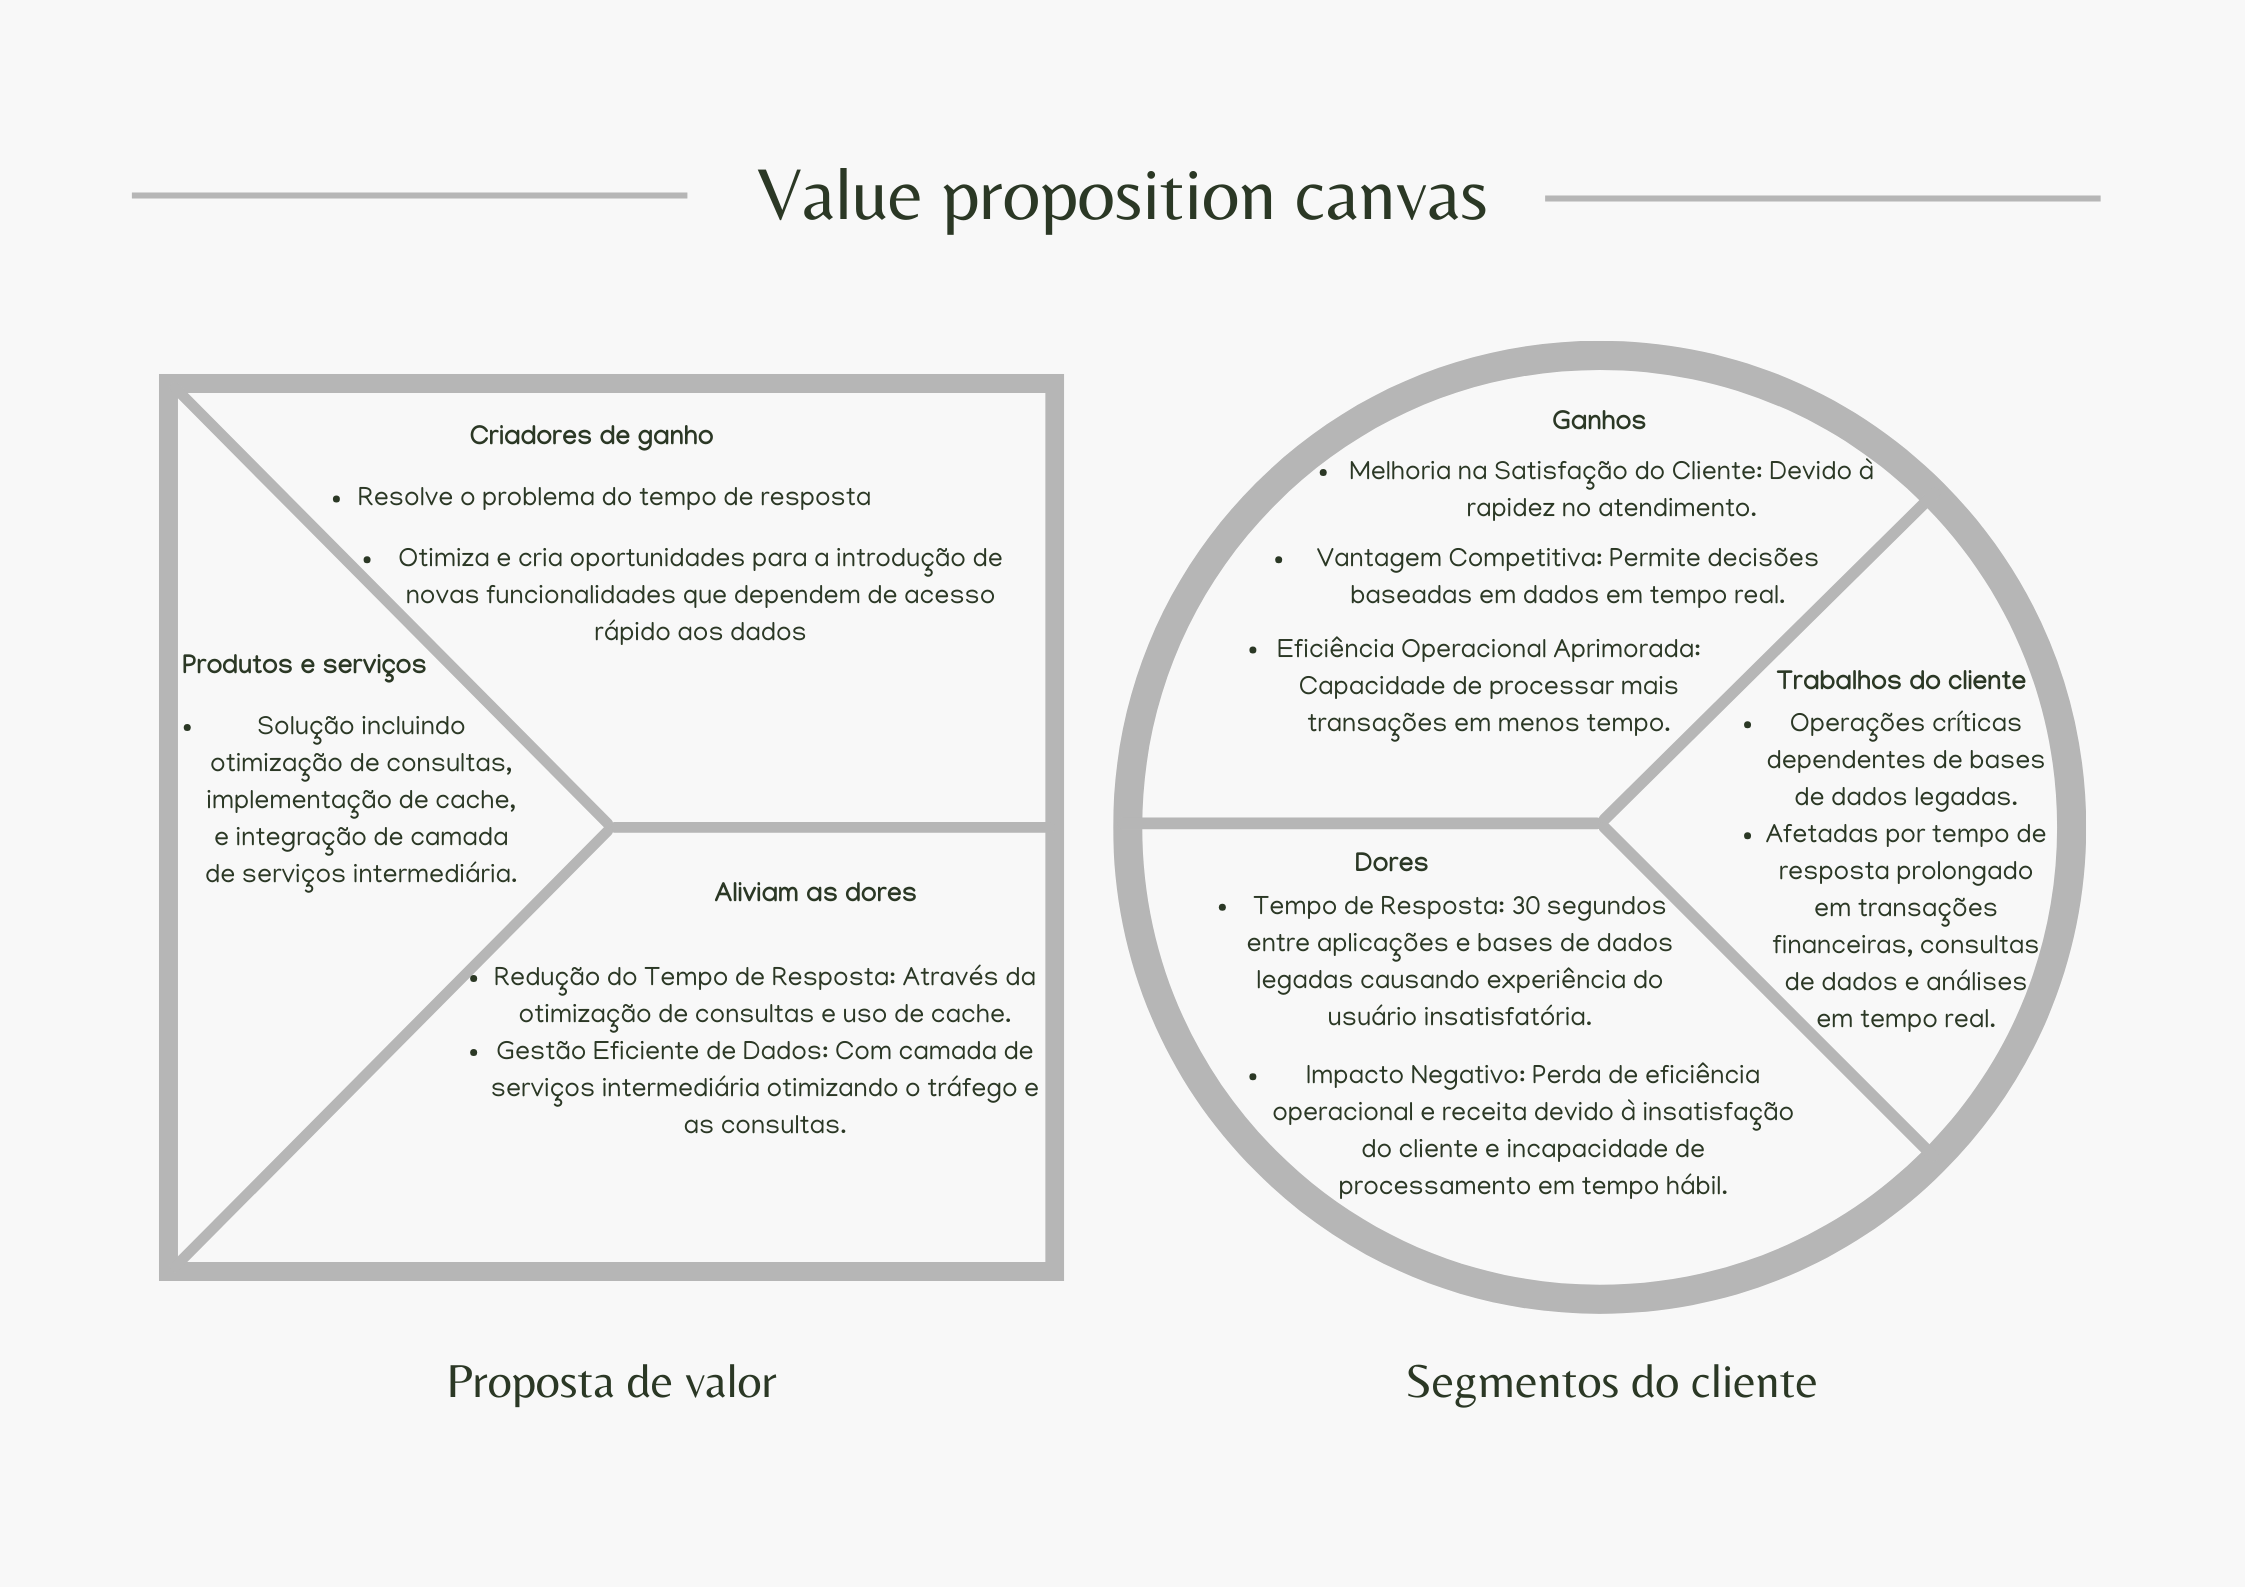 Value proposition canvas
Criadores de ganho
• Resolve o problema do tempo de resposta
• Otimiza e cria oportunidades para a introdução de
novas funcionalidades que dependem de acesso
rápido aos dados
Produtos e serviços
• Solução incluindo
otimização de consultas,
implementação de cache,
e integração de camada
de serviços intermediária.
Aliviam as dores
• Redução do Tempo de Resposta: Através da
otimização de consultas e uso de cache.
• Gestão Eficiente de Dados: Com camada de
serviços intermediária otimizando o tráfego e
as consultas.
Proposta de valor
Ganhos
• Melhoria na Satisfação do Cliente: Devido à
rapidez no atendimento.
• Vantagem Competitiva: Permite decisões
baseadas em dados em tempo real.
• Eficiência Operacional Aprimorada:
Capacidade de processar mais
transações em menos tempo.
Trabalhos do cliente
• Operações críticas
dependentes de bases
de dados legadas.
• Afetadas por tempo de
resposta prolongado
em transações
financeiras, consultas
de dados e análises
em tempo real.
Dores
• Tempo de Resposta: 30 segundos
entre aplicações e bases de dados
legadas causando experiência do
usuário insatisfatória.
• Impacto Negativo: Perda de eficiência
operacional e receita devido à insatisfação
do cliente e incapacidade de
processamento em tempo hábil.
Segmentos do cliente